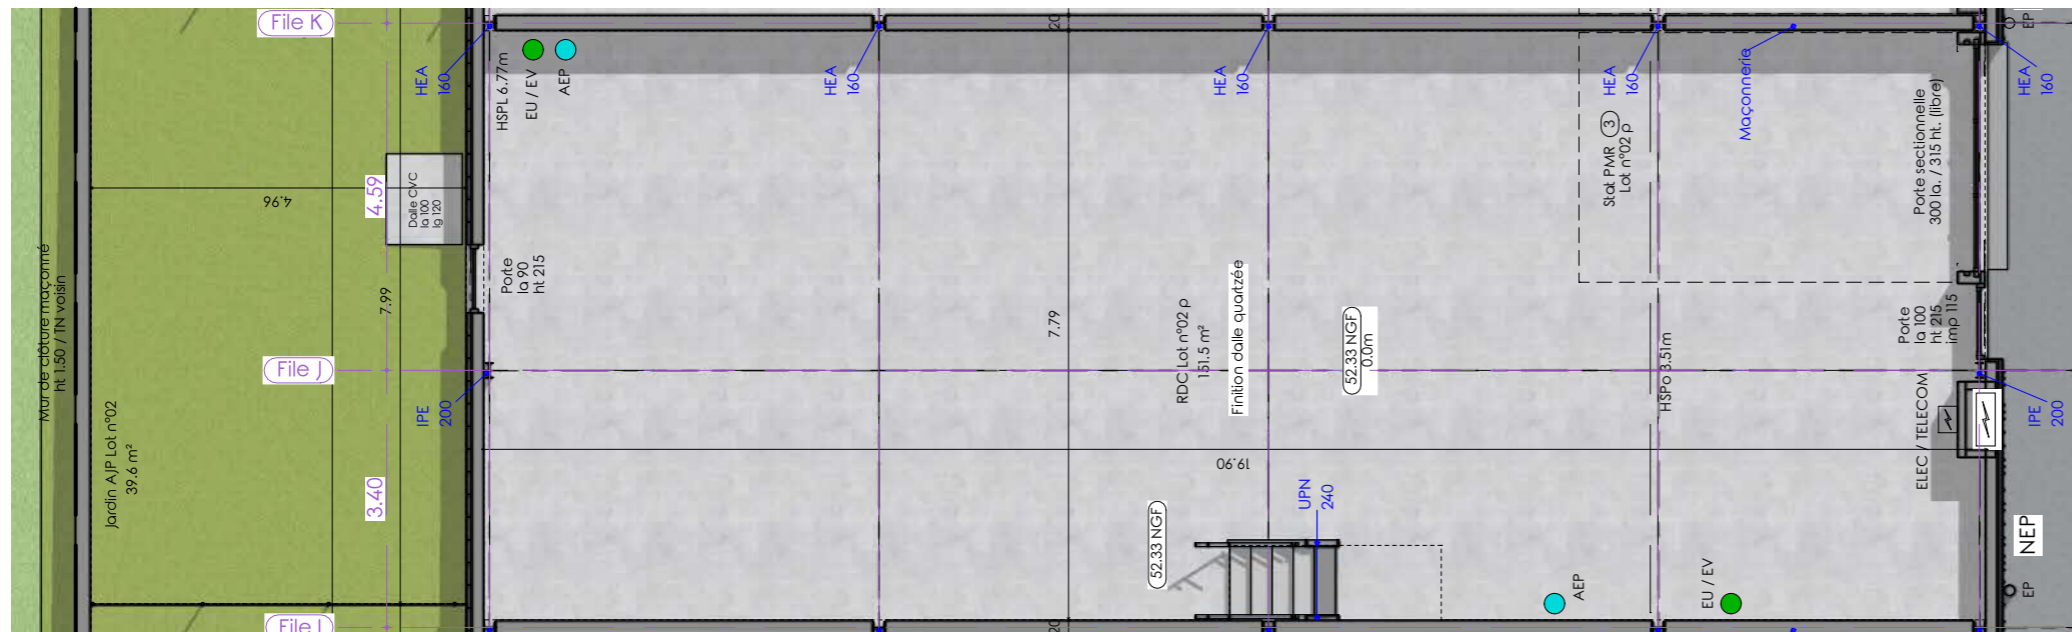 File K
HEA
160
HSPL 6.77m
EU / EV
AEP
HEA
160
20
HEA
160
HEA
160
Maçonnerie
HEA
160
EP
Stat PMR 3
Lot n°02 ρ
Porte sectionnelle
300 la. / 315 ht. (libre)
4.96
4.59
Dalle CVC
la 100
lg 120
Mur de clôture maçonné
ht 1.50 / TN voisin
7.99
Porte
la 90
ht 215
7.79
RDC Lot n°02 ρ
151.5 m²
Finition dalle quartzée
52.33 NGF
0.0m
HSPo 3.51m
Porte
la 100
ht 215
imp 115
File J
IPE
200
IPE
200
Jardin AJP Lot n°02
39.6 m²
3.40
19.90
ELEC / TELECOM
UPN
240
52.33 NGF
AEP
EU / EV
NEP
EP
20